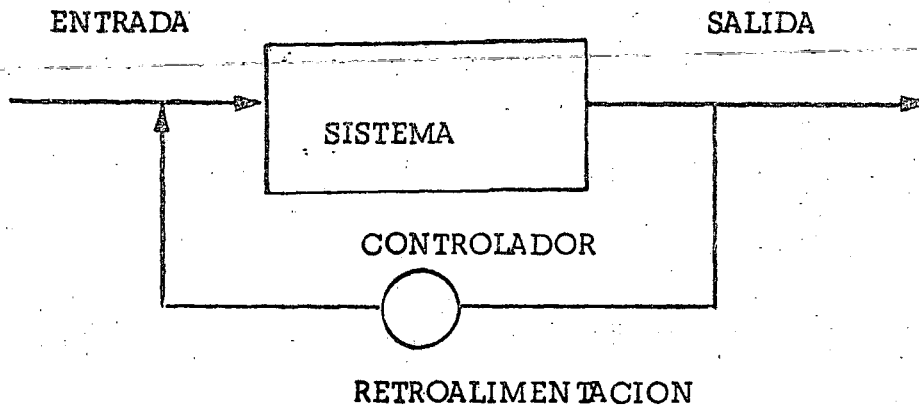 ENTRADA
SALIDA
SISTEMA
CONTROLADOR
RETROALIMENTACION